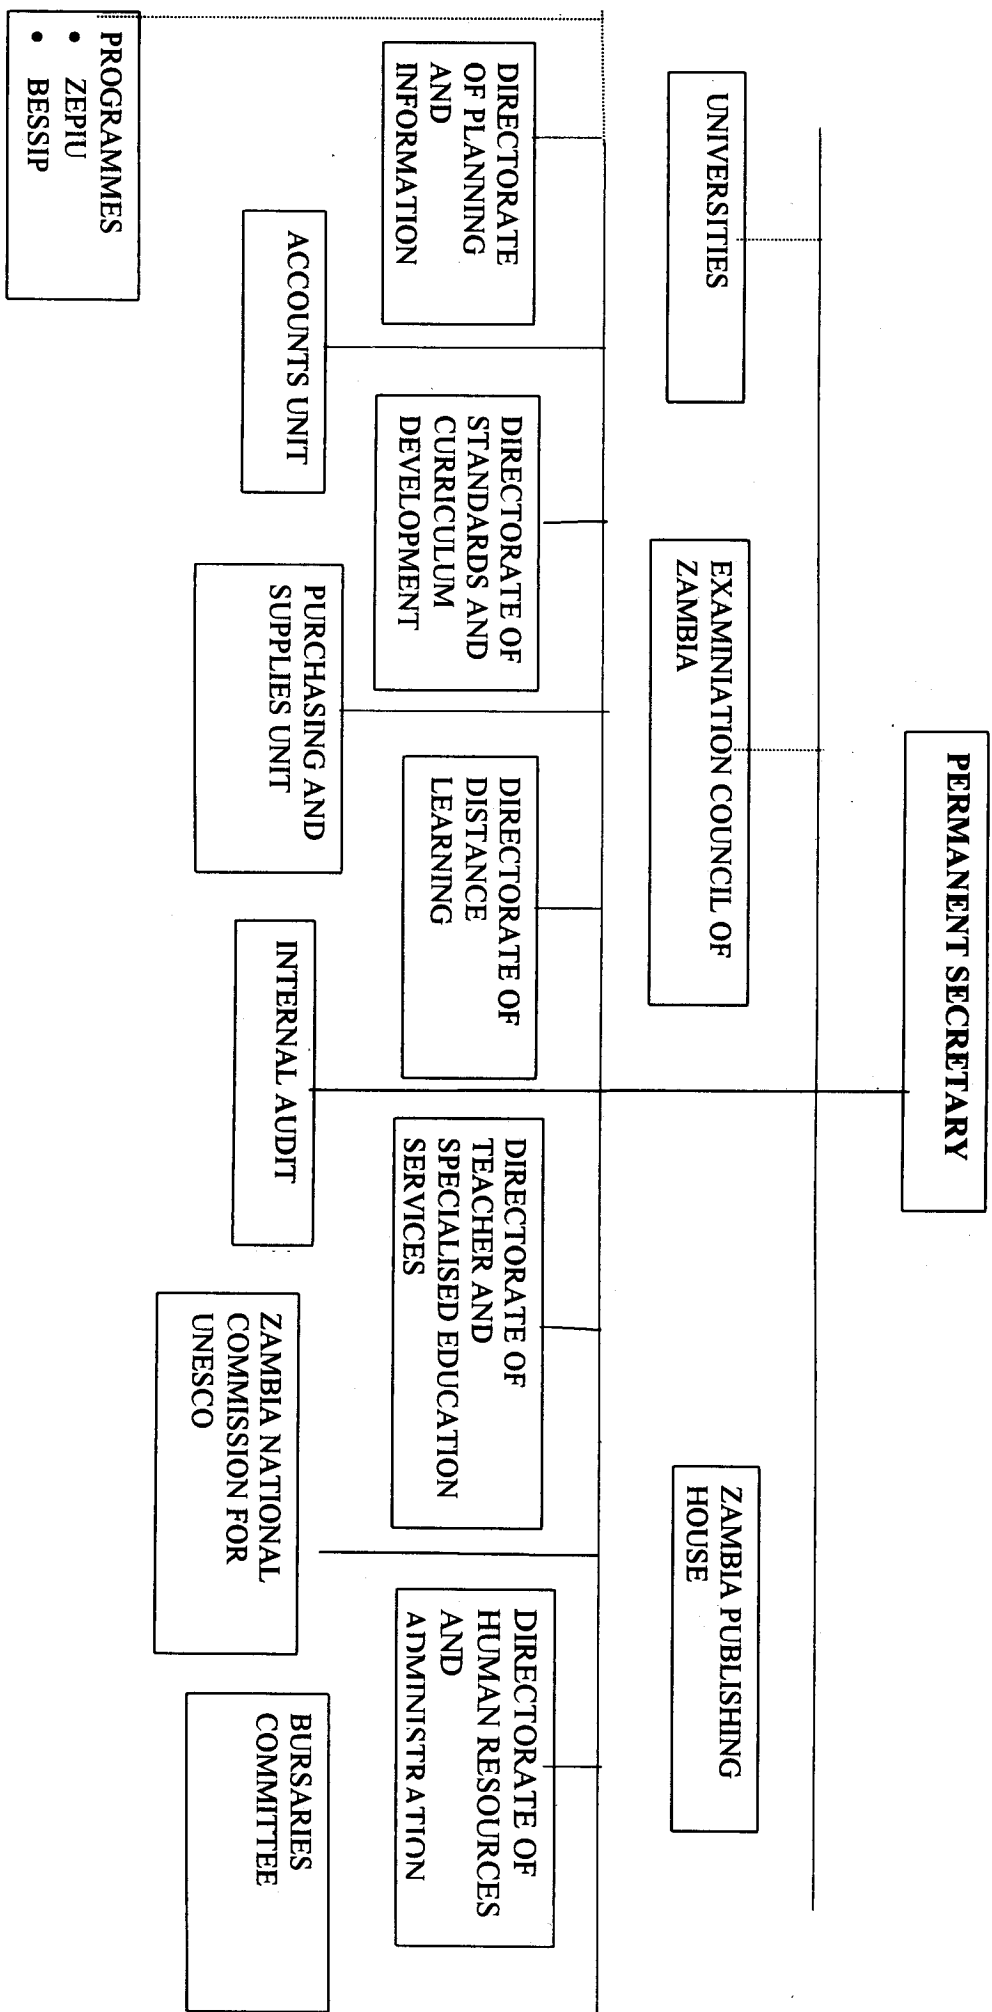 PERMANENT SECRETARY
UNIVERSITIES
EXAMINIATION COUNCIL OF
ZAMBIA
ZAMBIA PUBLISHING
HOUSE
DIRECTORATE
OF PLANNING
AND
INFORMATION
DIRECTORATE OF
STANDARDS AND
CURRICULUM
DEVELOPMENT
DIRECTORATE OF
DISTANCE
LEARNING
DIRECTORATE OF
TEACHER AND
SPECIALISED EDUCATION
SERVICES
DIRECTORATE OF
HUMAN RESOURCES
AND
ADMINISTRATION
ACCOUNTS UNIT
PURCHASING AND
SUPPLIES UNIT
INTERNAL AUDIT
ZAMBIA NATIONAL
COMMISSION FOR
UNESCO
BURSARIES
COMMITTEE
PROGRAMMES
• ZEPIU
• BESSIP